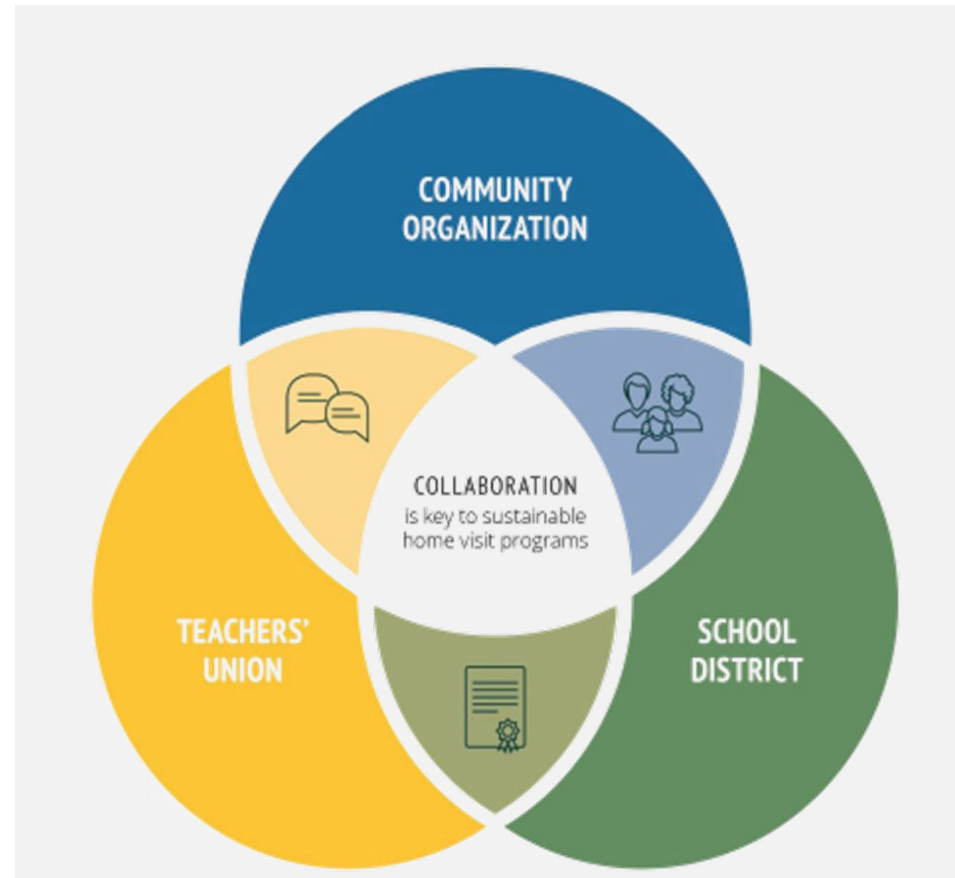 COMMUNITY
ORGANIZATION
COLLABORATION
is key to sustainable
home visit programs
TEACHERS’
UNION
SCHOOL
DISTRICT